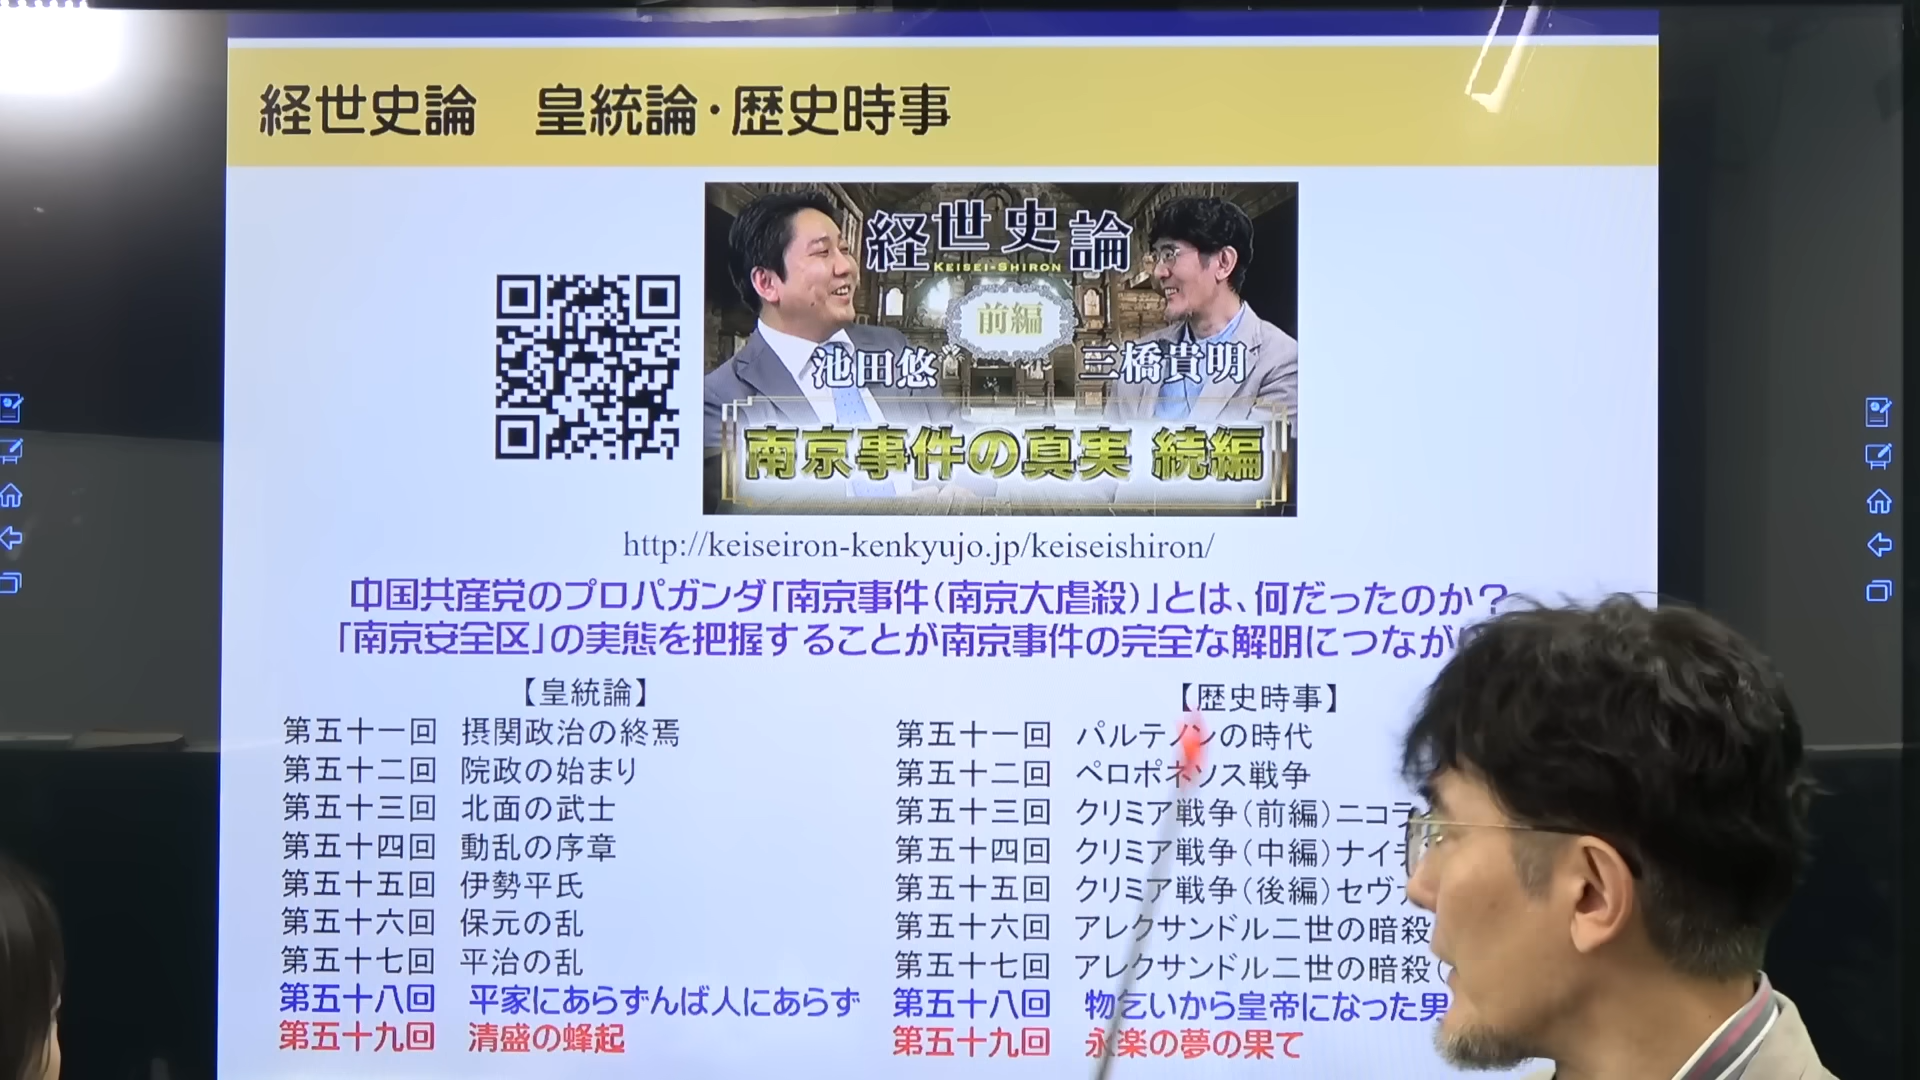 経世史論　皇統論・歴史時事
経世史論
KEISEI-SHIRON
前編
池田悠
三橋貴明
南京事件の真実 続編
http://keiseiron-kenkyujo.jp/keiseishiron/
中国共産党のプロパガンダ「南京事件(南京大虐殺)」とは、何だったのか?
「南京安全区」の実態を把握することが南京事件の完全な解明につなが
【皇統論】
第五十一回 摂関政治の終焉
第五十二回 院政の始まり
第五十三回 北面の武士
第五十四回 動乱の序章
第五十五回 伊勢平氏
第五十六回 保元の乱
第五十七回 平治の乱
第五十八回 平家にあらずんば人にあらず
第五十九回 清盛の蜂起
【歴史時事】
第五十一回 パルテノンの時代
第五十二回 ペロポネソス戦争
第五十三回 クリミア戦争(前編)ニコラ
第五十四回 クリミア戦争(中編)ナイ
第五十五回 クリミア戦争(後編)セヴ
第五十六回 アレクサンドル二世の暗殺
第五十七回 アレクサンドル二世の暗殺(
第五十八回 物乞いから皇帝になった男
第五十九回 永楽の夢の果て